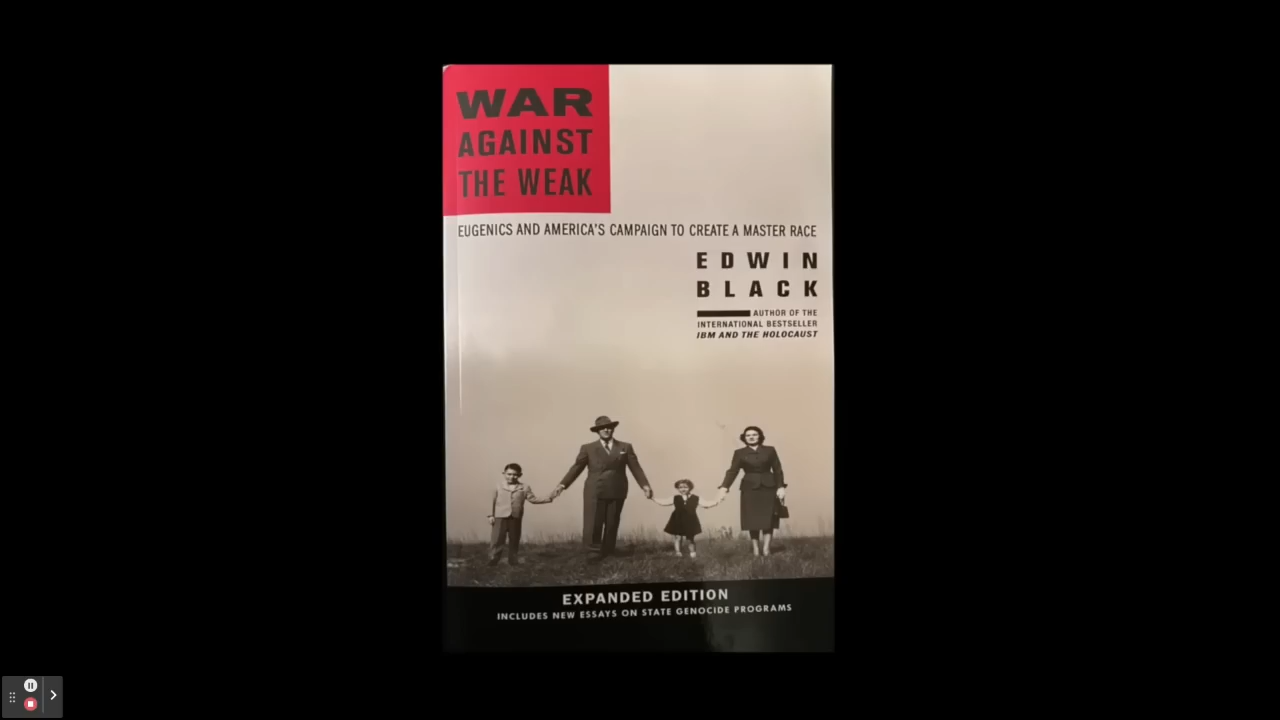 WAR
AGAINST
THE WEAK
EUGENICS AND AMERICA'S CAMPAIGN TO CREATE A MASTER RACE
EDWIN
BLACK
AUTHOR OF THE
INTERNATIONAL BESTSELLER
IBM AND THE HOLOCAUST
EXPANDED EDITION
INCLUDES NEW ESSAYS ON STATE GENOCIDE PROGRAMS